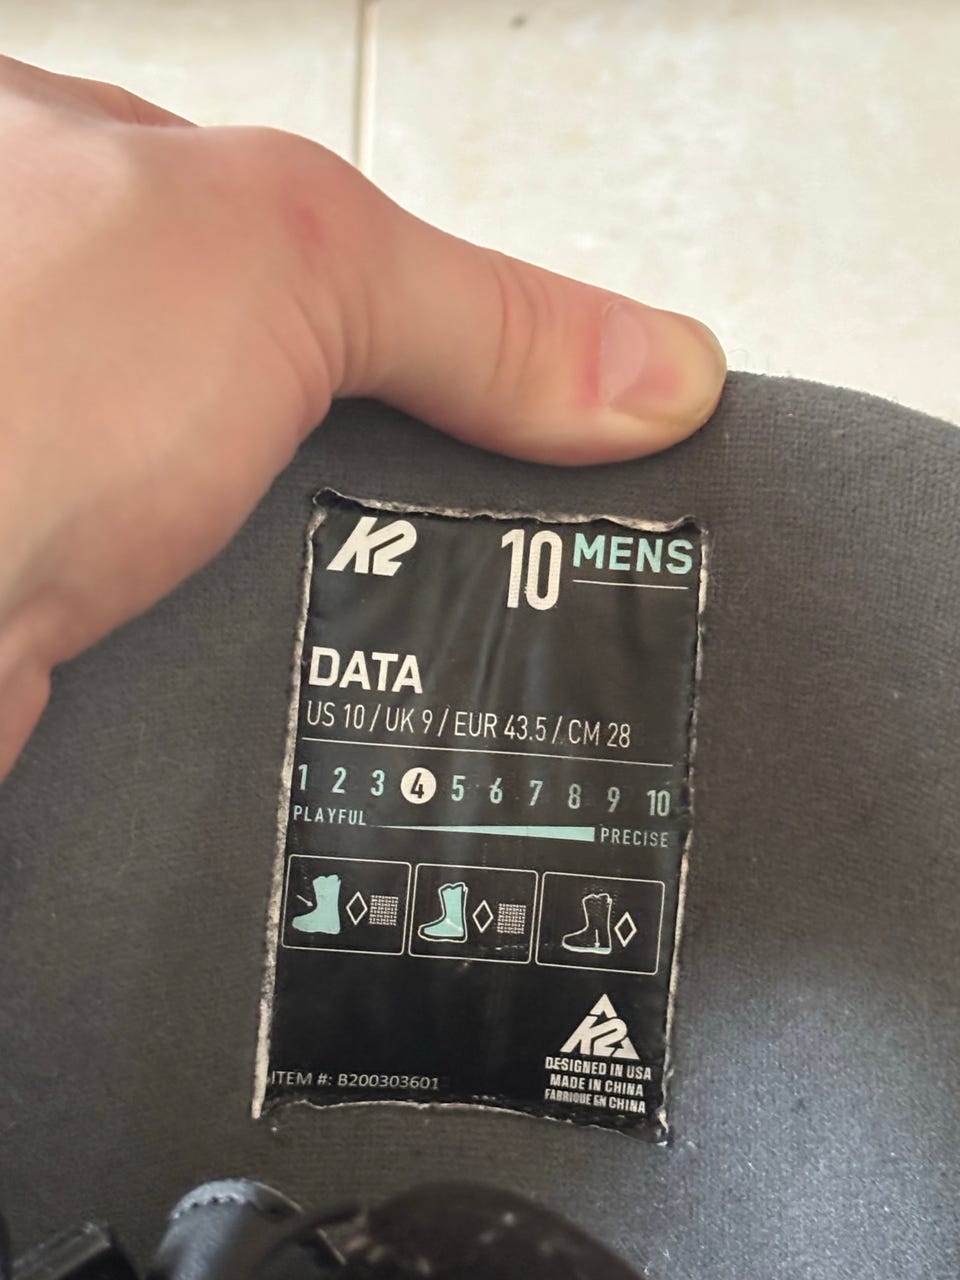 K2 10 MENS
DATA
US 10 / UK 9 / EUR 43.5 / CM 28
1 2 3 4 5 6 7 8 9 10
PLAYFUL PRECISE
K2
DESIGNED IN USA
MADE IN CHINA
FABRIQUE EN CHINA
ITEM #: B200303601